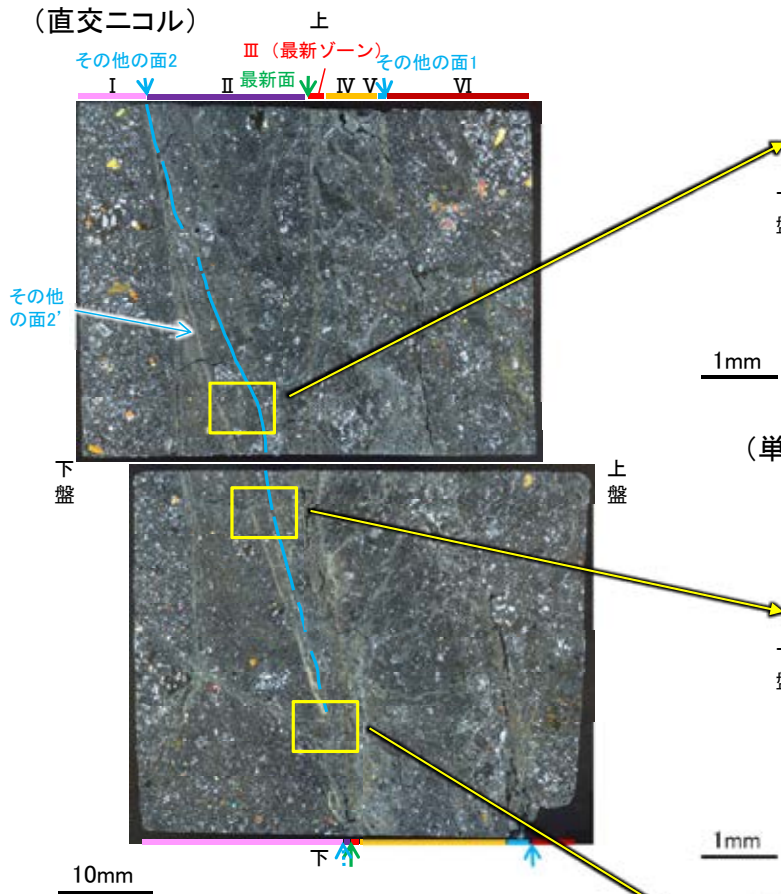 (直交ニコル)
上
その他の面2
Ⅲ (最新ゾーン)
その他の面1
最新面
Ⅰ
Ⅱ
Ⅳ
Ⅴ
Ⅵ
その他
の面2'
1mm
下
盤
上
盤
(単
下
1mm
10mm